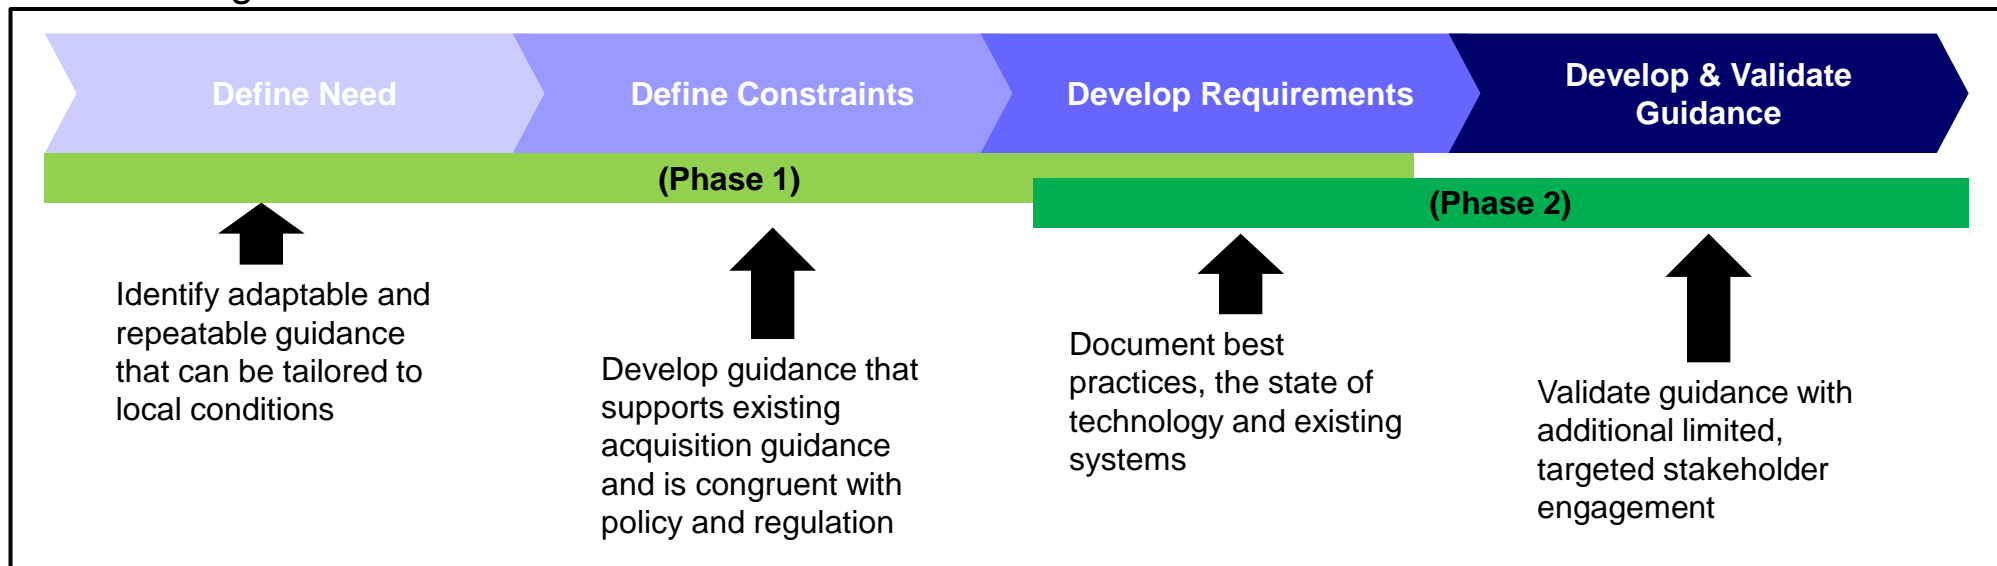 Define Need
Define Constraints
Develop Requirements
Develop & Validate
Guidance
(Phase 1)
(Phase 2)
Identify adaptable and
repeatable guidance
that can be tailored to
local conditions
Develop guidance that
supports existing
acquisition guidance
and is congruent with
policy and regulation
Document best
practices, the state of
technology and existing
systems
Validate guidance with
additional limited,
targeted stakeholder
engagement